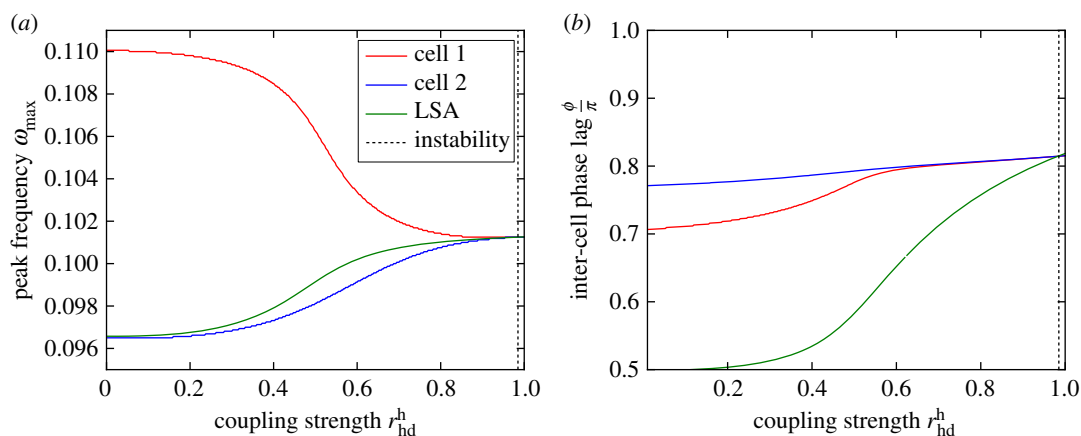 (a)
0.110
0.108
0.106
0.104
0.102
0.100
0.098
0.096
peak frequency ω_max
cell 1
cell 2
LSA
instability
0 0.2 0.4 0.6 0.8 1.0
coupling strength r^h_hd
(b)
1.0
0.9
0.8
0.7
0.6
0.5
inter-cell phase lag ϕ/π
0.2 0.4 0.6 0.8 1.0
coupling strength r^h_hd